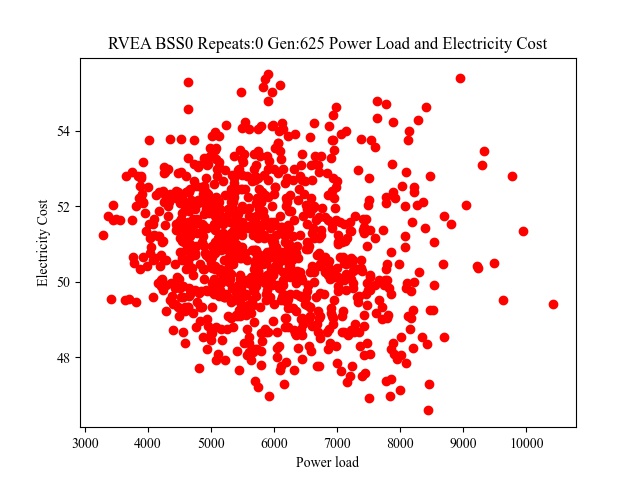 RVEA BSS0 Repeats:0 Gen:625 Power Load and Electricity Cost
54
52
50
48
Electricity Cost
3000 4000 5000 6000 7000 8000 9000 10000
Power load